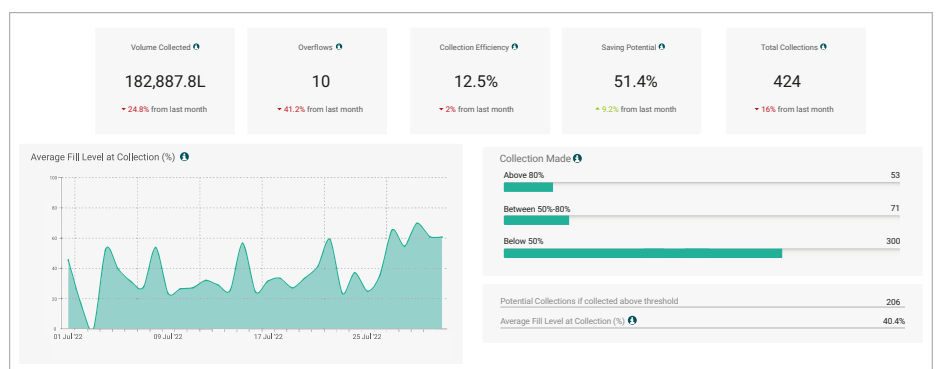 Volume Collected
182,887.8L
24.8% from last month
Overflows
10
41.2% from last month
Collection Efficiency
12.5%
2% from last month
Saving Potential
51.4%
9.2% from last month
Total Collections
424
16% from last month
Average Fill Level at Collection (%)
100
80
60
40
20
0
01 Jul '22
09 Jul '22
17 Jul '22
25 Jul '22
Collection Made
Above 80% 53
Between 50%-80% 71
Below 50% 300
Potential Collections if collected above threshold 206
Average Fill Level at Collection (%) 40.4%